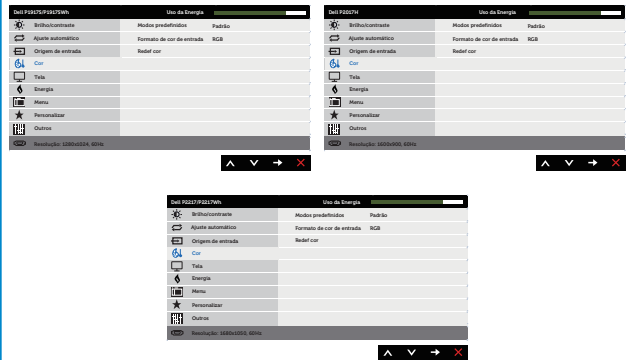 Dell P1917S/P1917SWh Uso da Energia
Brilho/contraste Modos predefinidos Padrão
Ajuste automático Formato de cor de entrada RGB
Origem de entrada Redef cor
Cor
Tela
Energia
Menu
Personalizar
Outros
Resolução: 1280x1024, 60Hz
Dell P2017H Uso da Energia
Brilho/contraste Modos predefinidos Padrão
Ajuste automático Formato de cor de entrada RGB
Origem de entrada Redef cor
Cor
Tela
Energia
Menu
Personalizar
Outros
Resolução: 1600x900, 60Hz
Dell P2217/P2217Wh Uso da Energia
Brilho/contraste Modos predefinidos Padrão
Ajuste automático Formato de cor de entrada RGB
Origem de entrada Redef cor
Cor
Tela
Energia
Menu
Personalizar
Outros
Resolução: 1680x1050, 60Hz